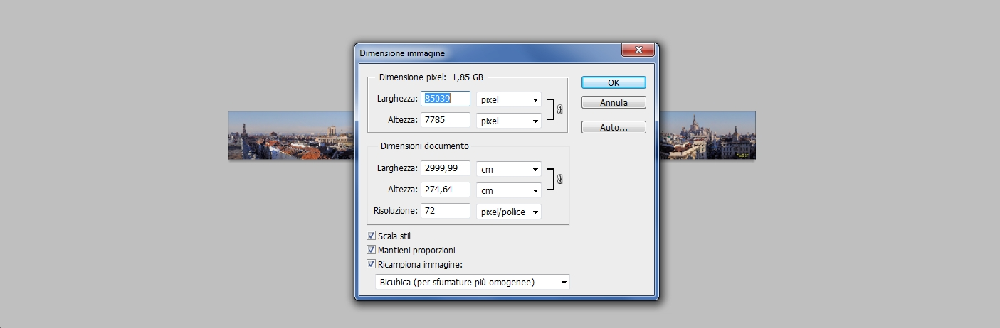 Dimensione immagine
Dimensione pixel: 1,85 GB
OK
Larghezza: 85039 pixel
Annulla
Altezza: 7785 pixel
Auto...
Dimensioni documento
Larghezza: 2999,99 cm
Altezza: 274,64 cm
Risoluzione: 72 pixel/pollice
Scala stili
Mantieni proporzioni
Ricampiona immagine:
Bicubica (per sfumature più omogenee)